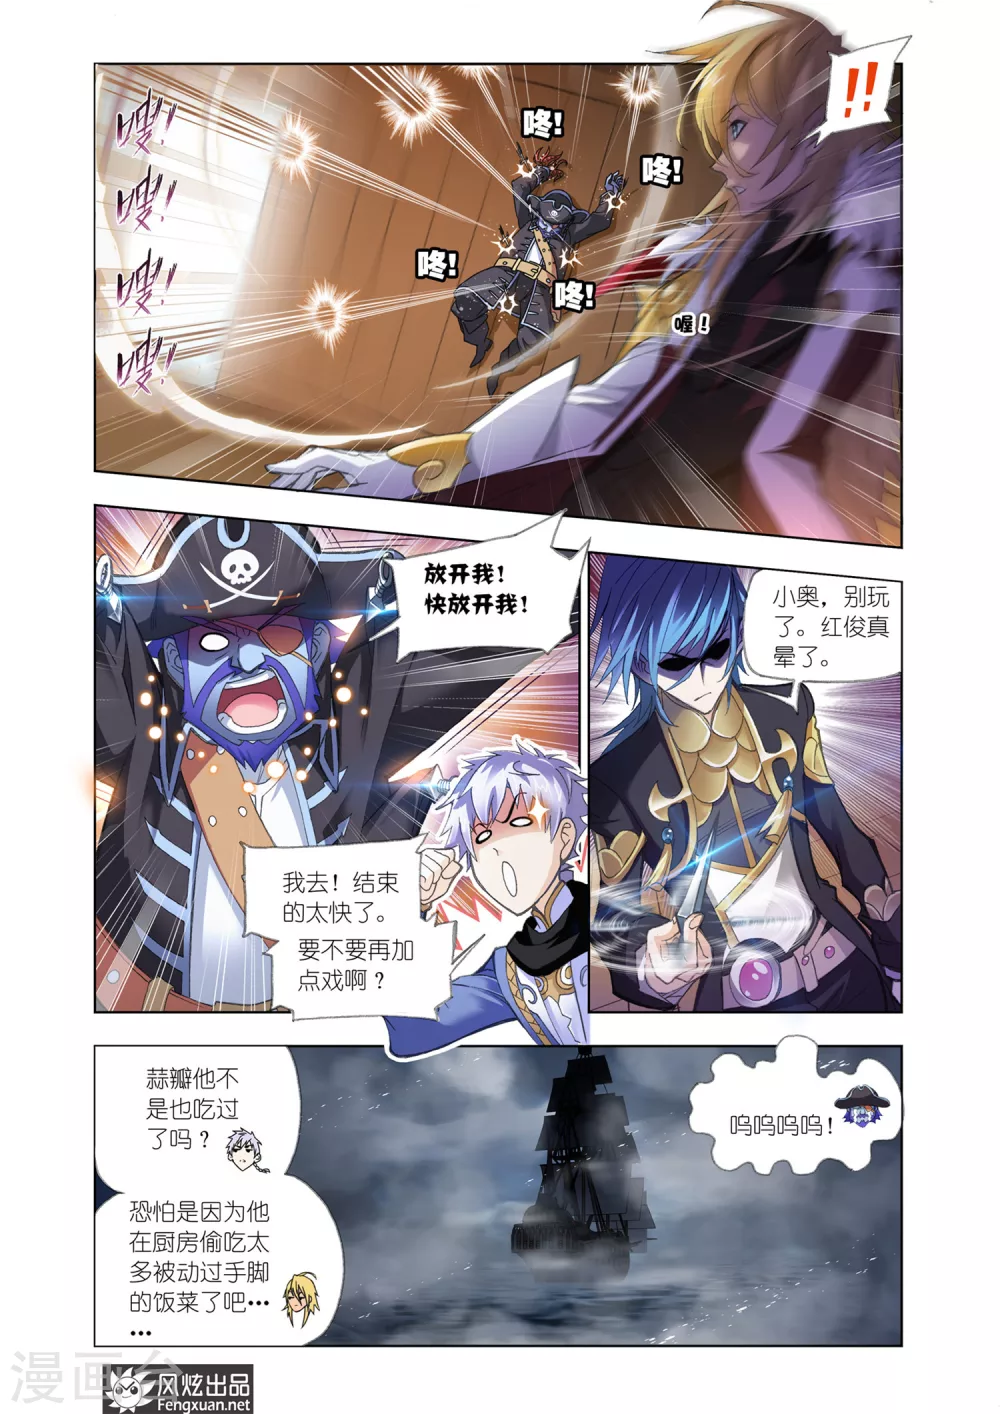 !!
嗖!
嗖!
嗖!
嗖!
咚!
咚!
咚!
咚!
喔!
放开我!
快放开我!
小奥，别玩
了。红俊真
晕了。
我去！结束
的太快了。
要不要再加
点戏啊？
蒜瓣他不
是也吃过
了吗？
呜呜呜呜!
恐怕是因为他
在厨房偷吃太
多被动过手脚
的饭菜了吧…
…
漫画台
风炫出品
Fengxuan.net